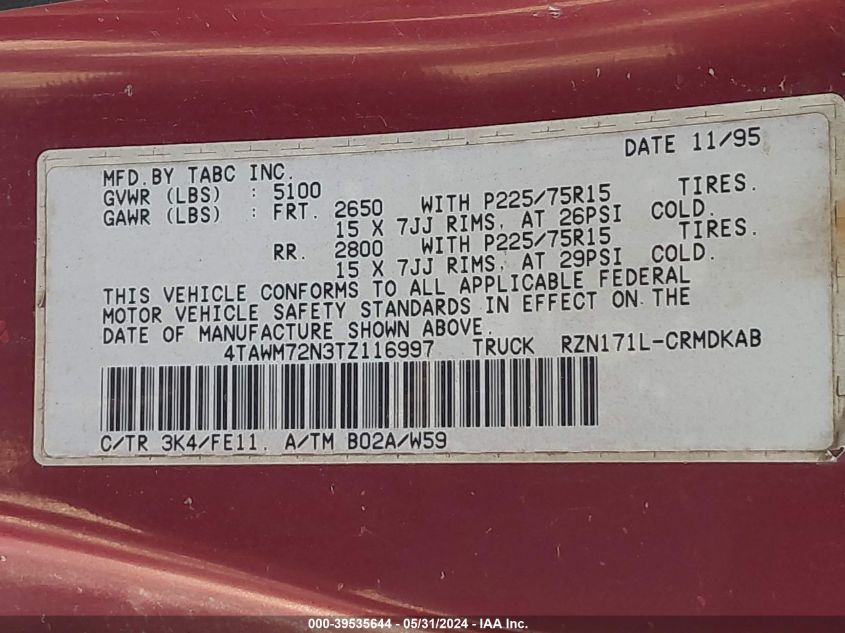 DATE 11/95
MFD.BY TABC INC.
GVWR (LBS) : 5100
GAWR (LBS) : FRT. 2650 WITH P225/75R15 TIRES.
15 X 7JJ RIMS, AT 26PSI COLD.
RR. 2800 WITH P225/75R15 TIRES.
15 X 7JJ RIMS, AT 29PSI COLD.
THIS VEHICLE CONFORMS TO ALL APPLICABLE FEDERAL
MOTOR VEHICLE SAFETY STANDARDS IN EFFECT ON THE
DATE OF MANUFACTURE SHOWN ABOVE.
4TAWM72N3TZ116997 TRUCK RZN171L-CRMDKAB
C/TR 3K4/FE11, A/TM B02A/W59
000-39535644 - 05/31/2024 - IAA Inc.